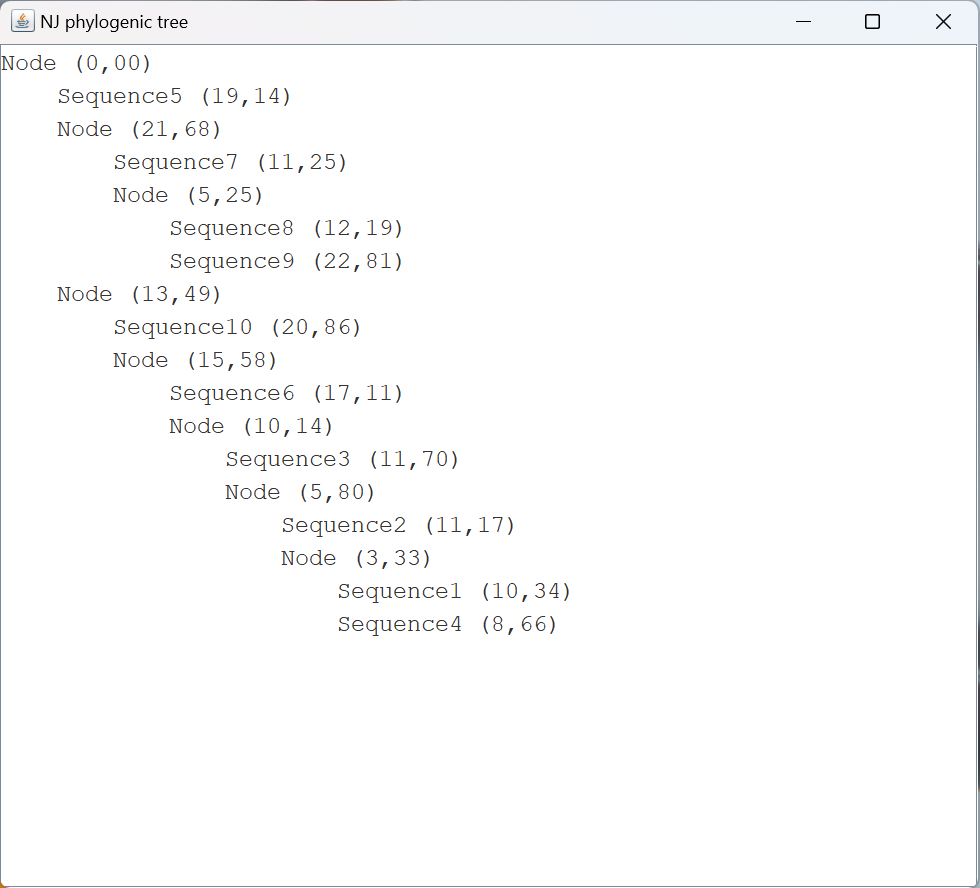 NJ phylogenic tree
Node (0,00)
Sequence5 (19,14)
Node (21,68)
Sequence7 (11,25)
Node (5,25)
Sequence8 (12,19)
Sequence9 (22,81)
Node (13,49)
Sequence10 (20,86)
Node (15,58)
Sequence6 (17,11)
Node (10,14)
Sequence3 (11,70)
Node (5,80)
Sequence2 (11,17)
Node (3,33)
Sequence1 (10,34)
Sequence4 (8,66)